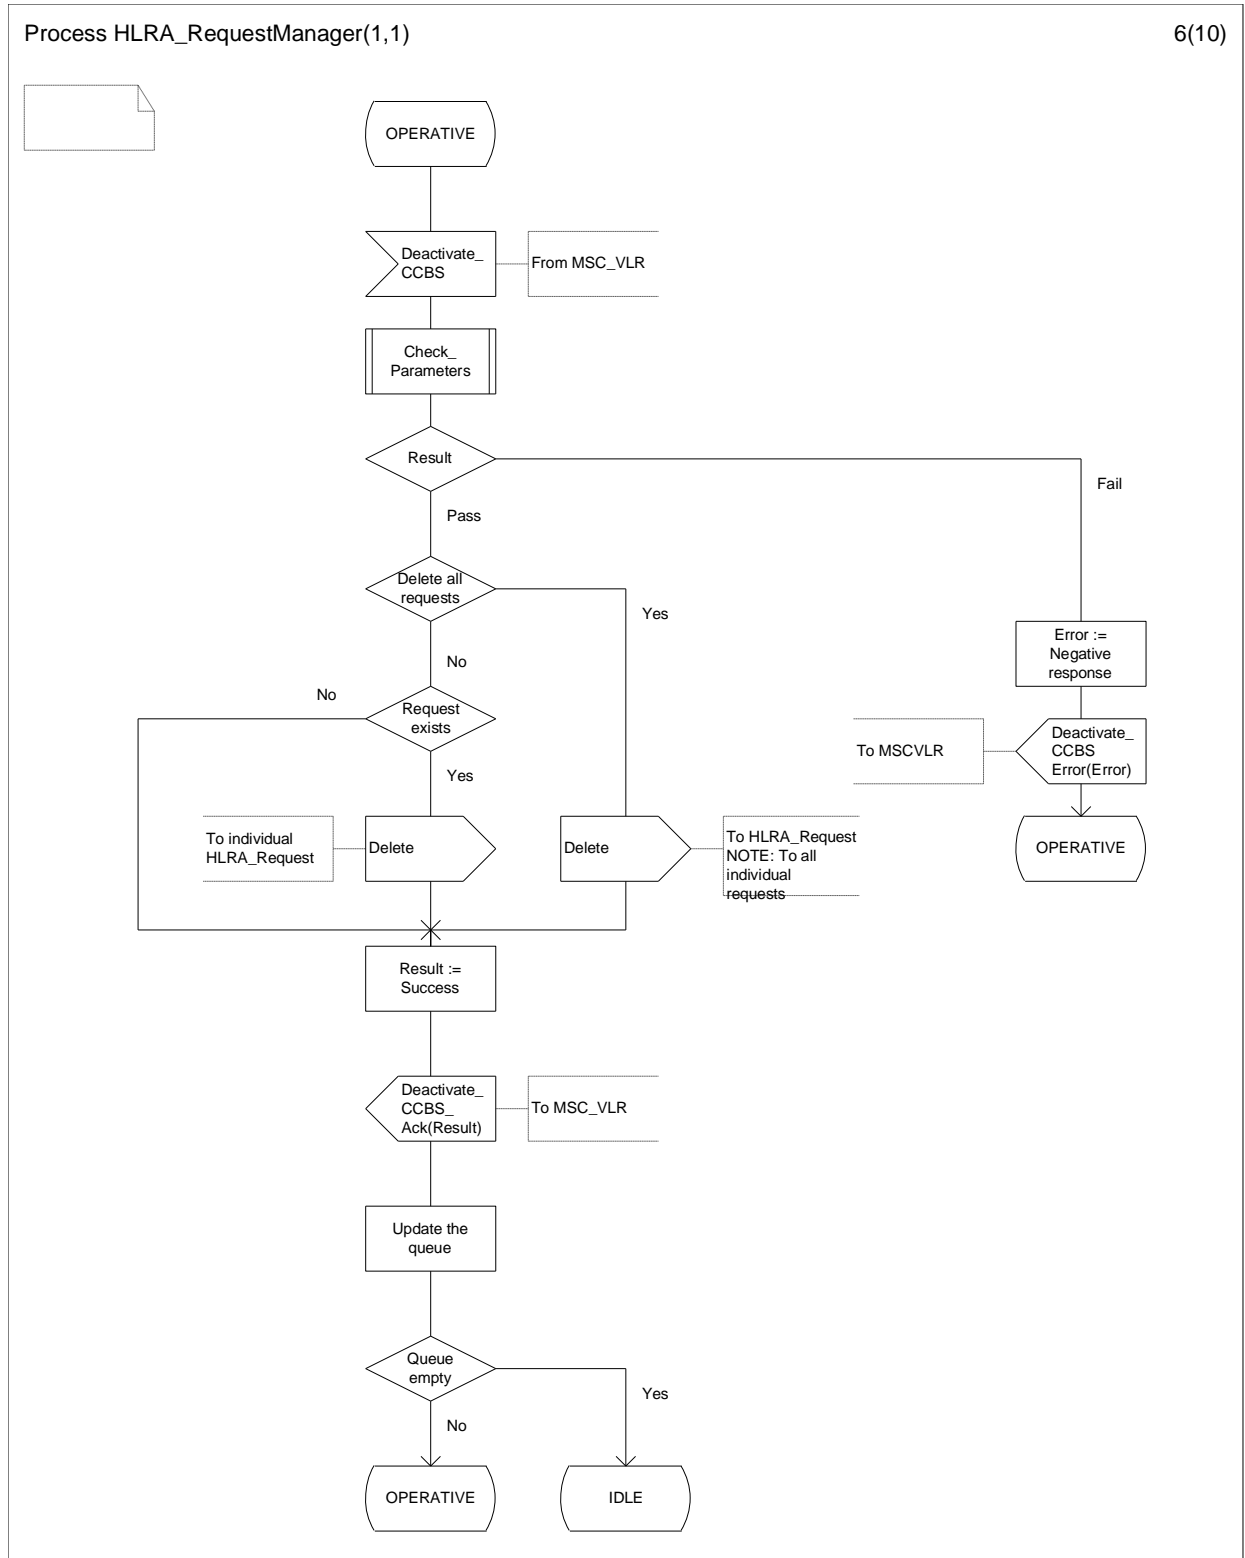 Process HLRA_RequestManager(1,1)
6(10)
OPERATIVE
Deactivate_
CCBS
From MSC_VLR
Check_
Parameters
Result
Fail
Pass
Delete all
requests
Yes
Error :=
Negative
response
No
No
Request
exists
To MSCVLR
Deactivate_
CCBS
Error(Error)
Yes
To individual
HLRA_Request
Delete
Delete
To HLRA_Request
NOTE: To all
individual
requests
OPERATIVE
Result :=
Success
Deactivate_
CCBS_
Ack(Result)
To MSC_VLR
Update the
queue
Queue
empty
Yes
No
OPERATIVE
IDLE